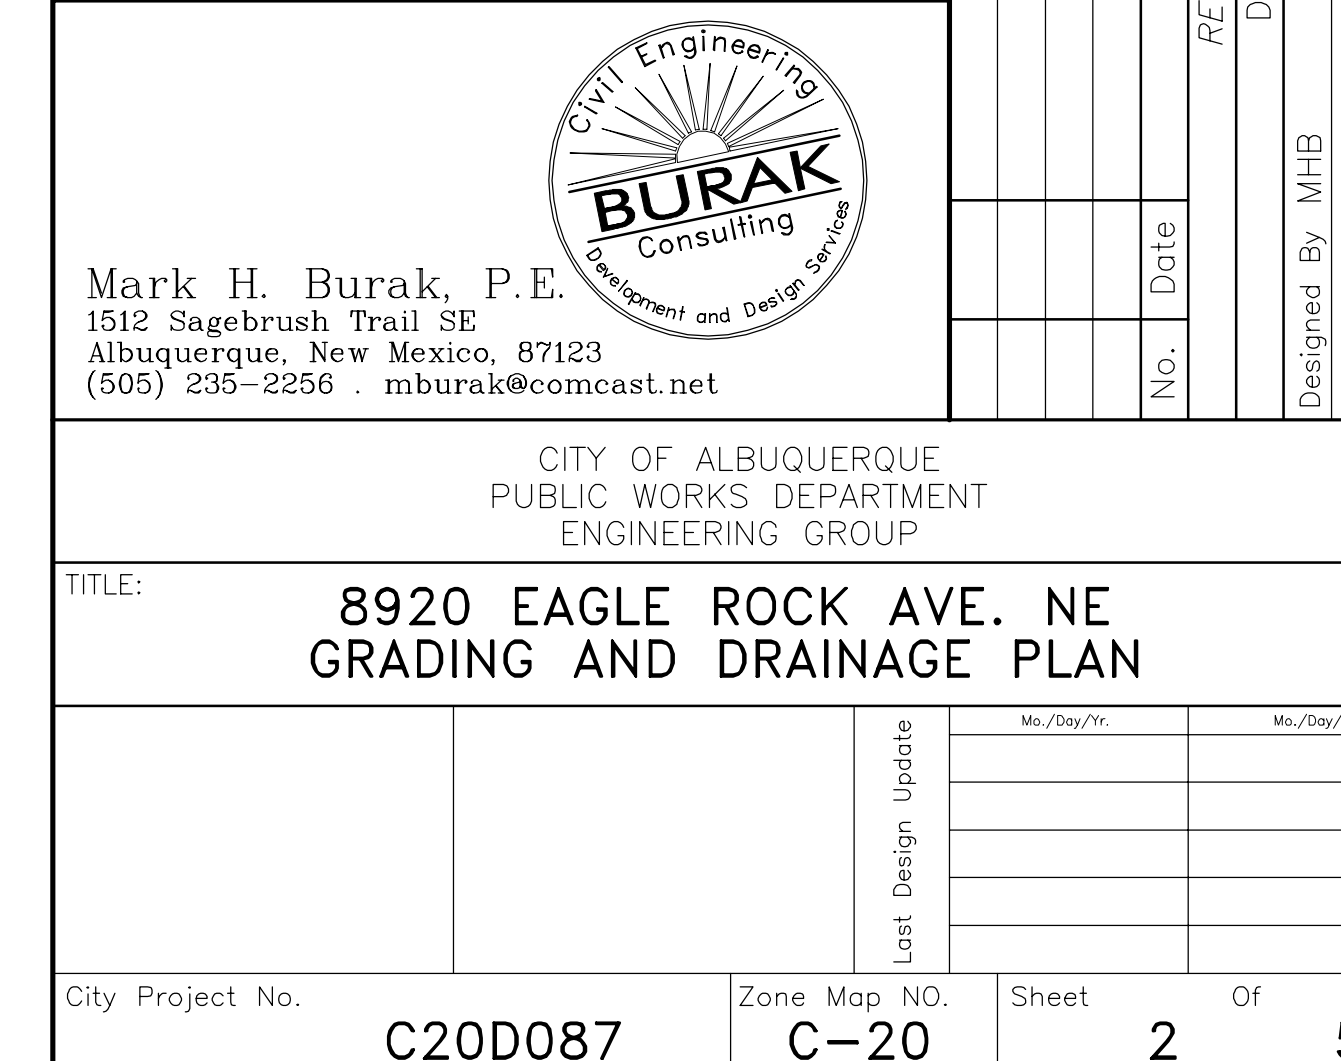 Civil Engineering
BURAK
Consulting
Development and Design Services
Mark H. Burak, P.E.
1512 Sagebrush Trail SE
Albuquerque, New Mexico, 87123
(505) 235-2256 . mburak@comcast.net
No.
Date
RE
D
Designed By MHB
CITY OF ALBUQUERQUE
PUBLIC WORKS DEPARTMENT
ENGINEERING GROUP
TITLE:
8920 EAGLE ROCK AVE. NE
GRADING AND DRAINAGE PLAN
Last Design Update
Mo./Day/Yr.
Mo./Day/
City Project No.
C20D087
Zone Map NO.
C-20
Sheet Of
2